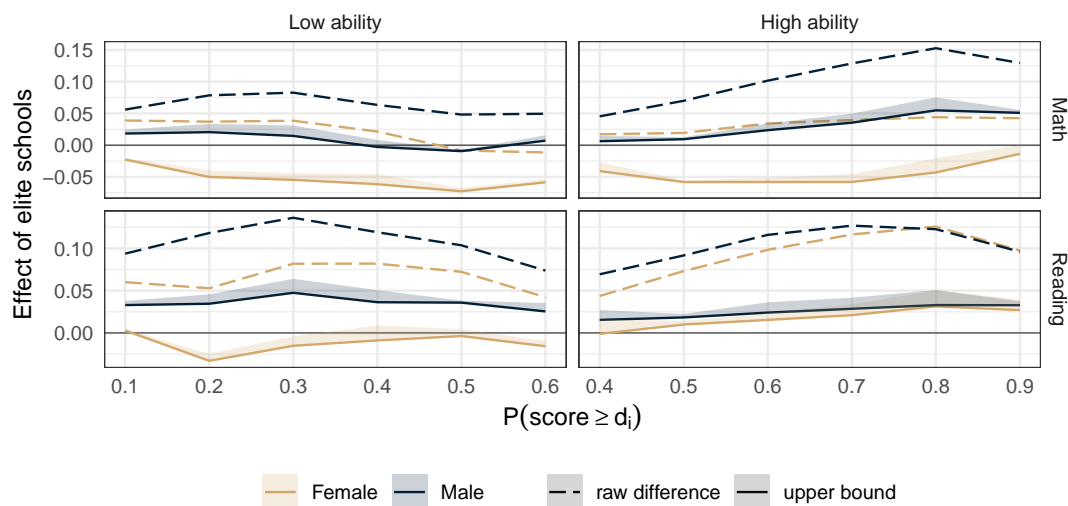 Low ability High ability
0.15
0.10
0.05
0.00
−0.05
Math
0.10
0.05
0.00
Reading
Effect of elite schools
0.1 0.2 0.3 0.4 0.5 0.6 0.4 0.5 0.6 0.7 0.8 0.9
P(score ≥ dᵢ)
Female Male raw difference upper bound